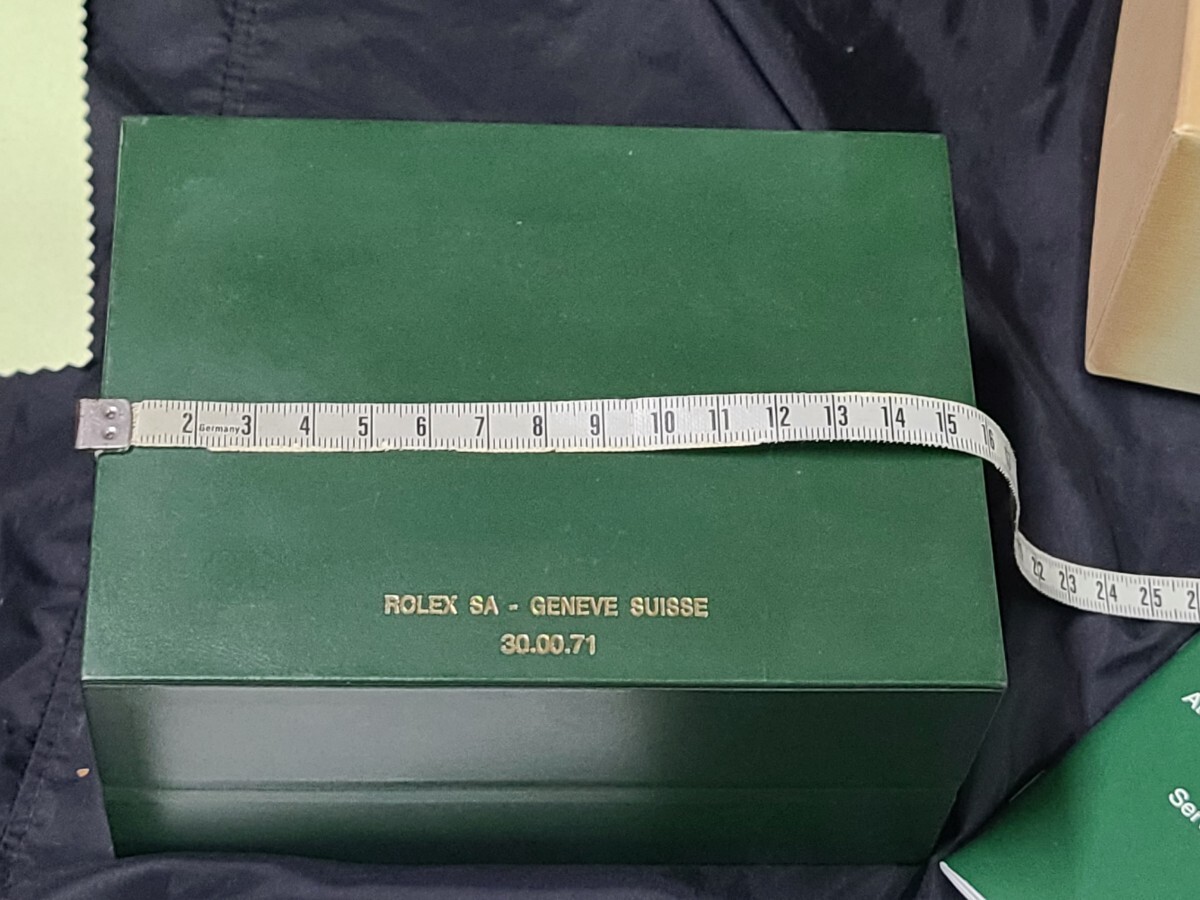 2 Germany 3 4 5 6 7 8 9 10 11 12 13 14 15 16
22 23 24 25
ROLEX SA - GENEVE SUISSE
30.00.71